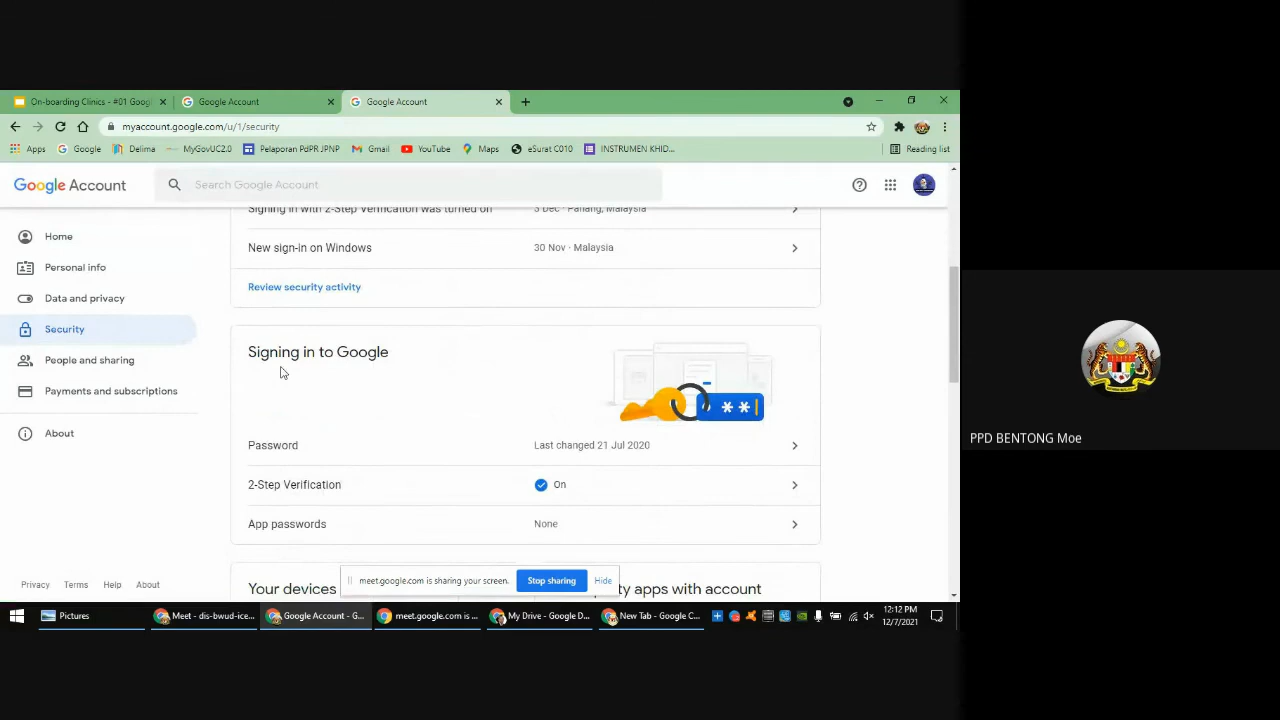 On-boarding Clinics - #01 Googl
Google Account
Google Account
myaccount.google.com/u/1/security
Apps
Google
Delima
MyGovUC2.0
Pelaporan PdPR JPNP
Gmail
YouTube
Maps
eSurat C010
INSTRUMEN KHID...
Reading list
Google Account
Search Google Account
Signing in with 2-Step Verification was turned on
3 Dec · Pahang, Malaysia
Home
New sign-in on Windows
30 Nov · Malaysia
Personal info
Review security activity
Data and privacy
Security
Signing in to Google
People and sharing
Payments and subscriptions
* *
About
Password
Last changed 21 Jul 2020
PPD BENTONG Moe
2-Step Verification
On
App passwords
None
Privacy
Terms
Help
About
Your devices
meet.google.com is sharing your screen.
Stop sharing
Hide
ty apps with account
Pictures
Meet - dis-bwud-ice...
Google Account - G...
meet.google.com is ...
My Drive - Google D...
New Tab - Google C...
12:12 PM
12/7/2021